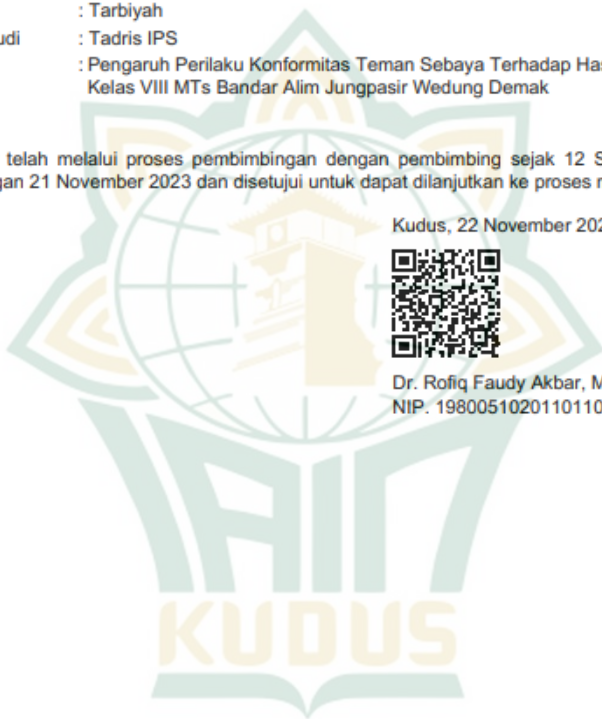 : Tarbiyah
udi : Tadris IPS
: Pengaruh Perilaku Konformitas Teman Sebaya Terhadap Has
Kelas VIII MTs Bandar Alim Jungpasir Wedung Demak
telah melalui proses pembimbingan dengan pembimbing sejak 12 S
gan 21 November 2023 dan disetujui untuk dapat dilanjutkan ke proses
Kudus, 22 November 202
Dr. Rofiq Faudy Akbar, M
NIP. 1980051020110110
IAIN
KUDUS